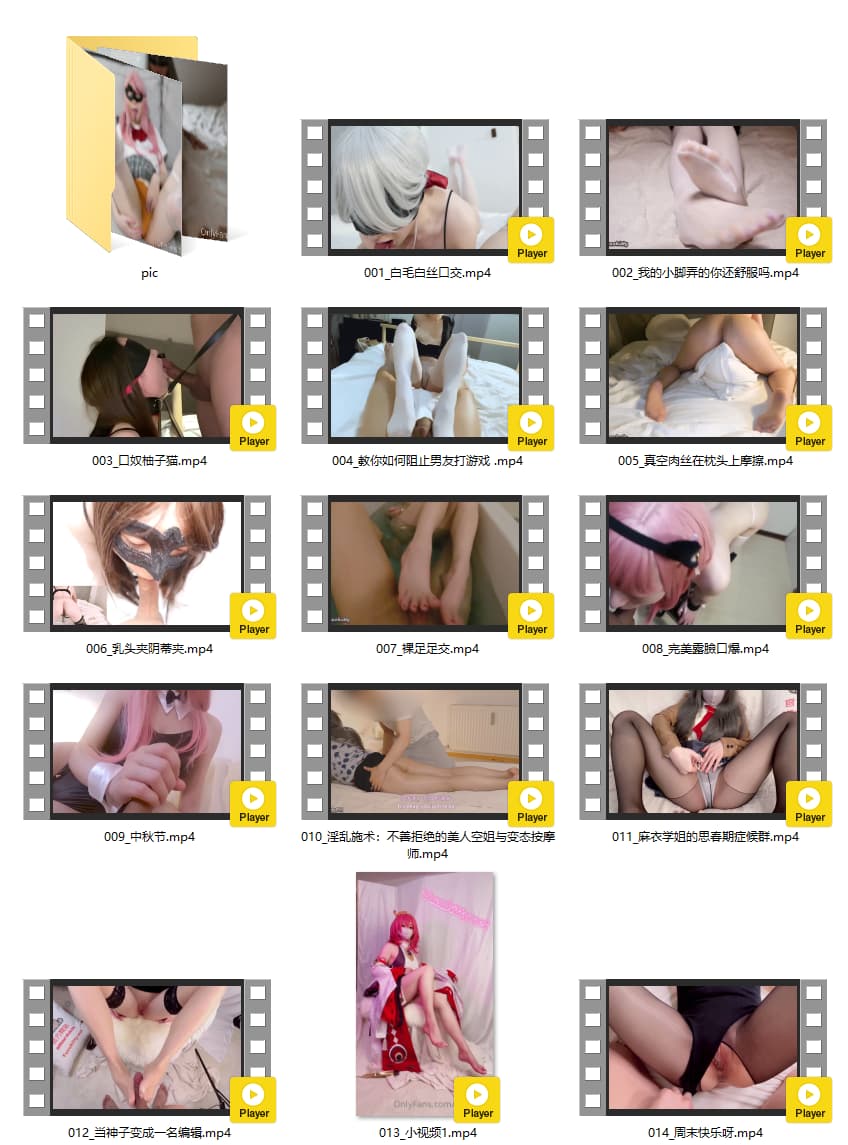 OnlyFans
pic
Player
001_白毛白丝口交.mp4
Player
002_我的小脚弄的你还舒服吗.mp4
Player
003_口奴柚子猫.mp4
Player
004_教你如何阻止男友打游戏 .mp4
Player
005_真空肉丝在枕头上摩擦.mp4
Player
006_乳头夹阴蒂夹.mp4
Player
007_裸足足交.mp4
Player
008_完美露臉口爆.mp4
Player
009_中秋节.mp4
Player
010_淫乱施术：不善拒绝的美人空姐与变态按摩
师.mp4
Player
011_麻衣学姐的思春期症候群.mp4
Player
012_当神子变成一名编辑.mp4
OnlyFans.com
Player
013_小视频1.mp4
Player
014_周末快乐呀.mp4